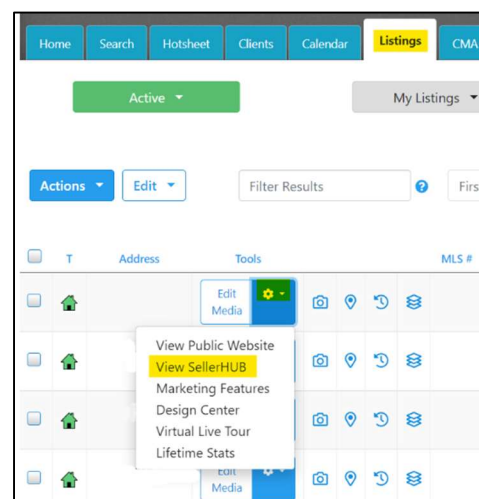 Home Search Hotsheet Clients Calendar Listings CMA
Active My Listings
Actions Edit Filter Results ? Firs
T Address Tools MLS #
Edit
Media
View Public Website
View SellerHUB
Marketing Features
Design Center
Virtual Live Tour
Lifetime Stats
Edit
Media